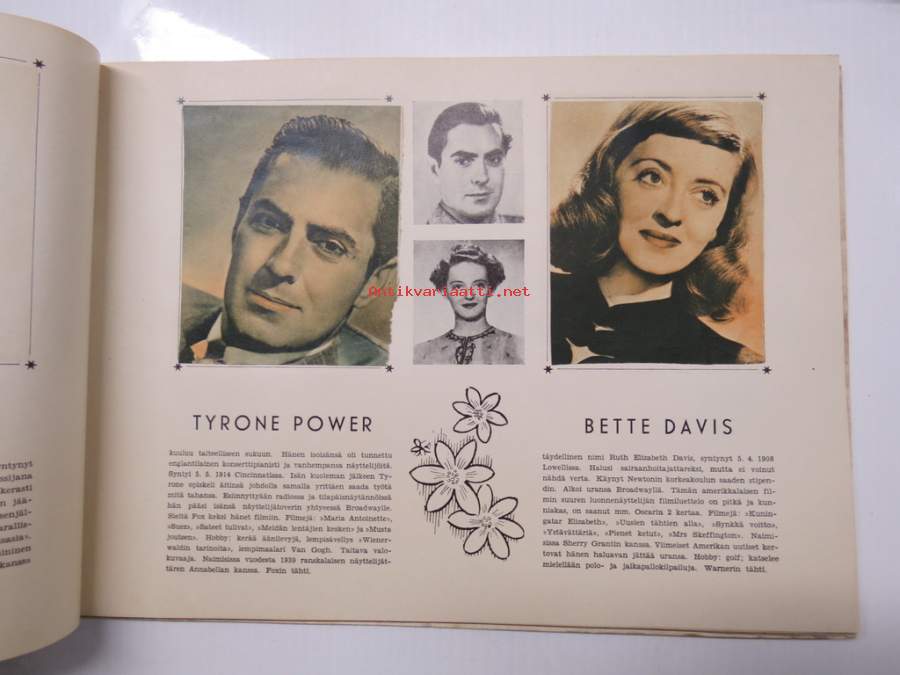 Antikvariaatti.net
TYRONE POWER
kuuluu taiteelliseen sukuun. Hänen isoisänsä oli tunnettu
englantilainen konserttipianisti ja vanhempansa näyttelijöitä.
Syntyi 5. 5. 1914 Cincinnatissa. Isän kuoleman jälkeen Ty-
rone opiskeli äitinsä johdolla samalla yrittäen saada työtä
mitä tahansa. Esiinnyttyään radiossa ja tilapäisnäytännöissä
hän pääsi isänsä näyttelijätoverin yhtyeessä Broadwaylle.
Sieltä Fox keksi hänet filmiin. Filmejä: »Maria Antoinette»,
»Suez», »Sateet tulivat», »Meidän lentäjien kesken» ja »Musta
joutsen». Hobby: kerää äänilevyjä, lempisävellys »Wiener-
waldin tarinoita», lempimaalari Van Gogh. Taitava valo-
kuvaaja. Naimisissa vuodesta 1939 ranskalaisen näyttelijät-
tären Annabellan kanssa. Foxin tähti.
BETTE DAVIS
täydellinen nimi Ruth Elizabeth Davis, syntynyt 5. 4. 1908
Lowellissa. Halusi sairaanhoitajattareksi, mutta ei voinut
nähdä verta. Käynyt Newtonin korkeakoulun saaden stipen-
din. Alkoi uransa Broadwayllä. Tämän amerikkalaisen fil-
min suuren luonnenäyttelijän filmiluettelo on pitkä ja kun-
niakas, on saanut mm. Oscarin 2 kertaa. Filmejä: »Kunin-
gatar Elizabeth», »Uusien tähtien alla», »Synkkä voitto»,
»Ystävättäriä», »Pienet ketut», »Mrs Skeffington». Naimi-
sissa Sherry Grantin kanssa. Viimeiset Amerikan uutiset ker-
tovat hänen haluavan jättää uransa. Hobby: golf; katselee
mielellään polo- ja jalkapallokilpailuja. Warnerin tähti.